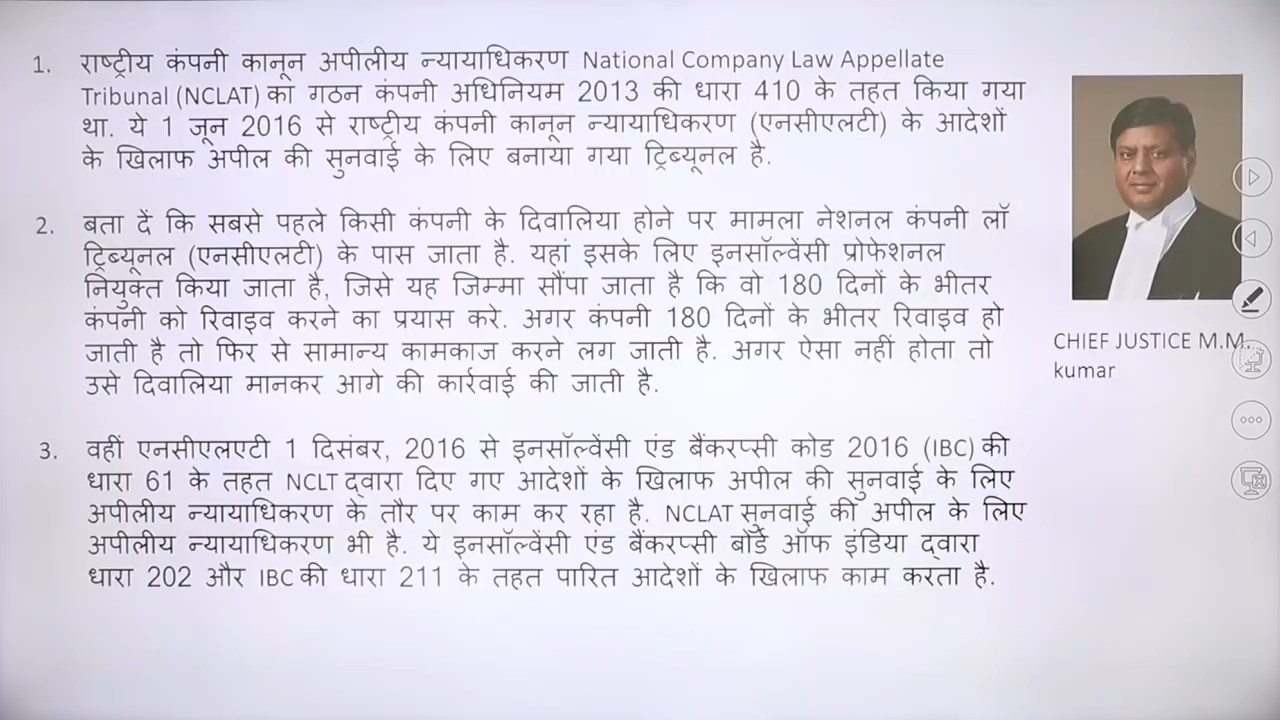 1. राष्ट्रीय कंपनी कानून अपीलीय न्यायाधिकरण National Company Law Appellate
Tribunal (NCLAT) का गठन कंपनी अधिनियम 2013 की धारा 410 के तहत किया गया
था. ये 1 जून 2016 से राष्ट्रीय कंपनी कानून न्यायाधिकरण (एनसीएलटी) के आदेशों
के खिलाफ अपील की सुनवाई के लिए बनाया गया ट्रिब्यूनल है.
2. बता दें कि सबसे पहले किसी कंपनी के दिवालिया होने पर मामला नेशनल कंपनी लॉ
ट्रिब्यूनल (एनसीएलटी) के पास जाता है. यहां इसके लिए इनसॉल्वेंसी प्रोफेशनल
नियुक्त किया जाता है, जिसे यह जिम्मा सौंपा जाता है कि वो 180 दिनों के भीतर
कंपनी को रिवाइव करने का प्रयास करे. अगर कंपनी 180 दिनों के भीतर रिवाइव हो
जाती है तो फिर से सामान्य कामकाज करने लग जाती है. अगर ऐसा नहीं होता तो
उसे दिवालिया मानकर आगे की कार्रवाई की जाती है.
3. वहीं एनसीएलएटी 1 दिसंबर, 2016 से इनसॉल्वेंसी एंड बैंकरप्सी कोड 2016 (IBC) की
धारा 61 के तहत NCLT द्वारा दिए गए आदेशों के खिलाफ अपील की सुनवाई के लिए
अपीलीय न्यायाधिकरण के तौर पर काम कर रहा है. NCLAT सुनवाई की अपील के लिए
अपीलीय न्यायाधिकरण भी है. ये इनसॉल्वेंसी एंड बैंकरप्सी बोर्ड ऑफ इंडिया द्वारा
धारा 202 और IBC की धारा 211 के तहत पारित आदेशों के खिलाफ काम करता है.
CHIEF JUSTICE M.M.
kumar